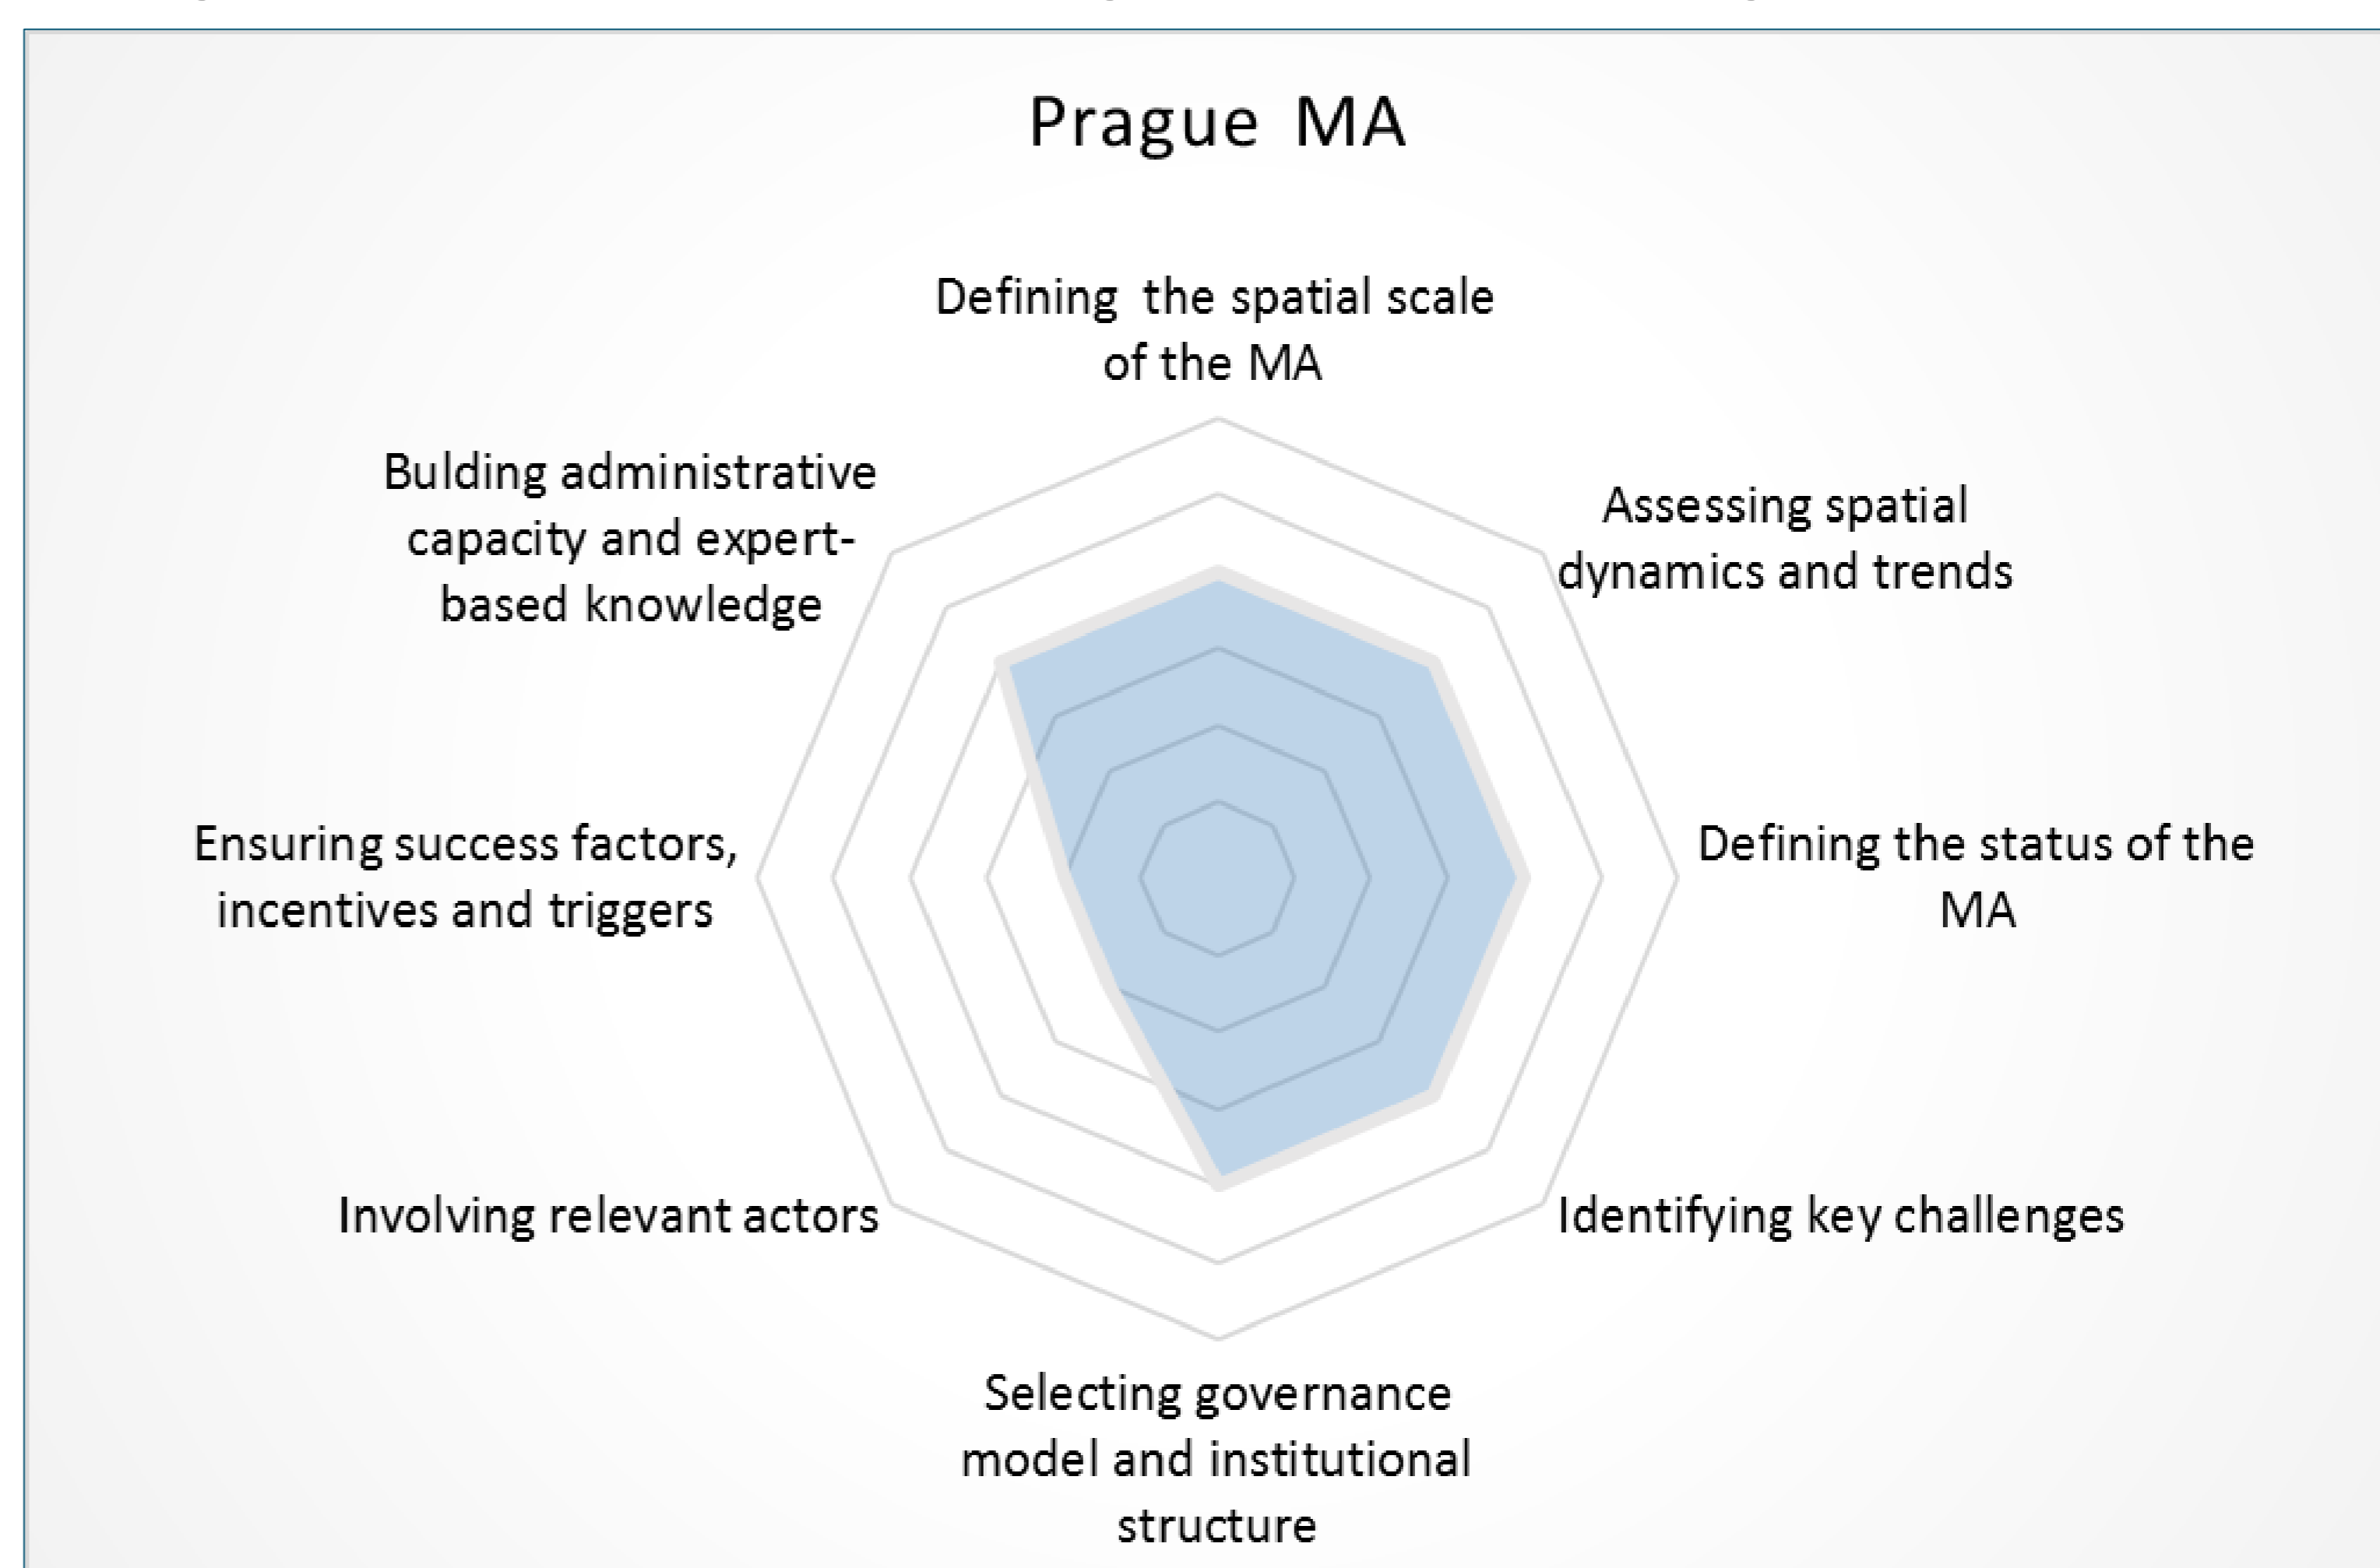 Prague MA
Defining the spatial scale
of the MA
Assessing spatial
dynamics and trends
Defining the status of the
MA
Identifying key challenges
Selecting governance
model and institutional
structure
Involving relevant actors
Ensuring success factors,
incentives and triggers
Bulding administrative
capacity and expert-
based knowledge